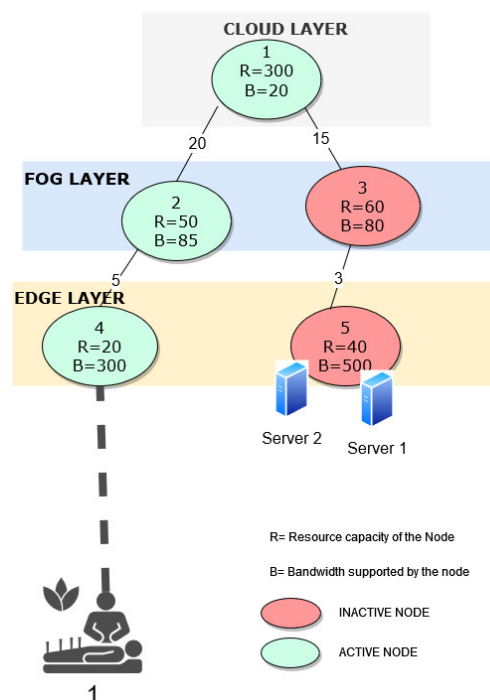 CLOUD LAYER
1
R=300
B=20
20
15
FOG LAYER
2
R=50
B=85
3
R=60
B=80
5
3
EDGE LAYER
4
R=20
B=300
5
R=40
B=500
Server 2
Server 1
R= Resource capacity of the Node
B= Bandwidth supported by the node
INACTIVE NODE
ACTIVE NODE
1